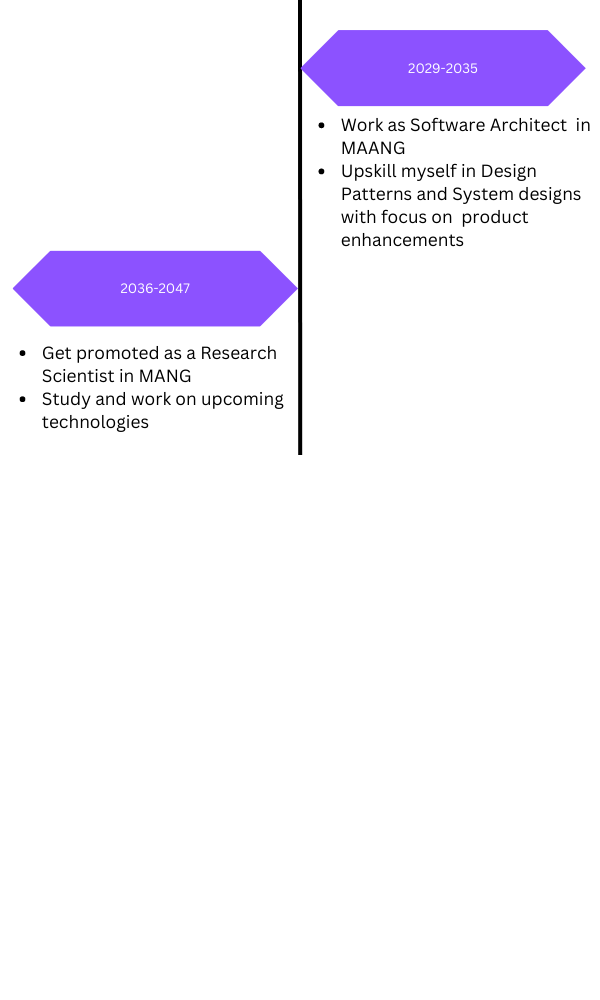 2029-2035
• Work as Software Architect  in
MAANG
• Upskill myself in Design
Patterns and System designs
with focus on  product
enhancements
2036-2047
• Get promoted as a Research
Scientist in MANG
• Study and work on upcoming
technologies